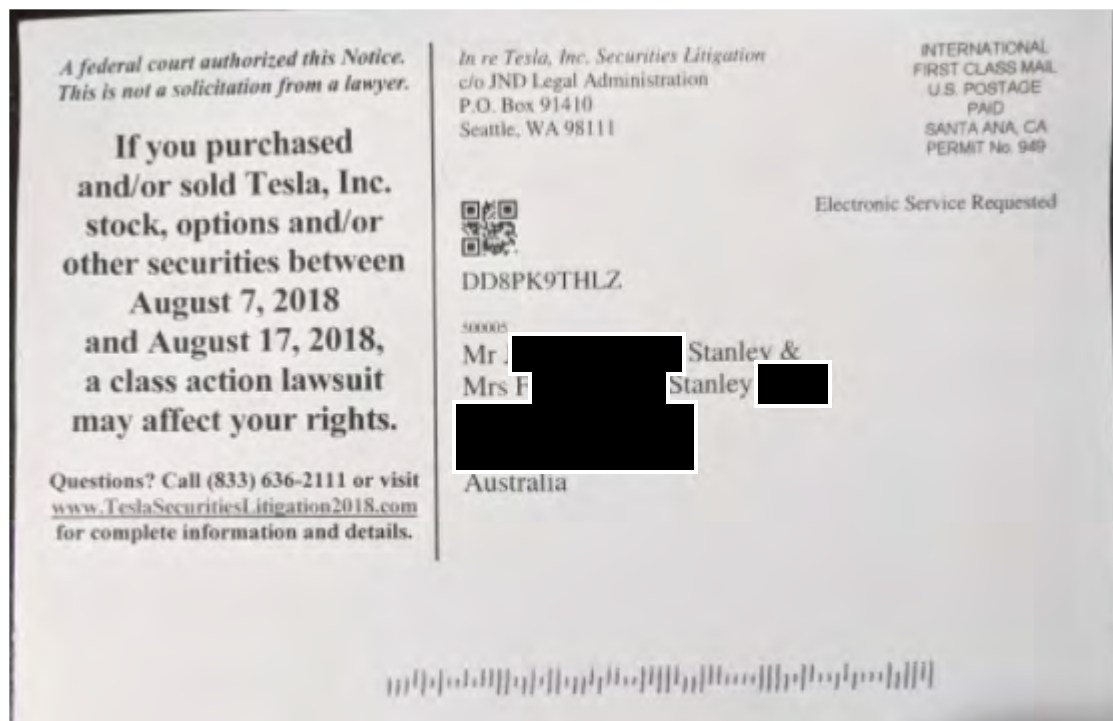 A federal court authorized this Notice.
This is not a solicitation from a lawyer.
If you purchased
and/or sold Tesla, Inc.
stock, options and/or
other securities between
August 7, 2018
and August 17, 2018,
a class action lawsuit
may affect your rights.
Questions? Call (833) 636-2111 or visit
www.TeslaSecuritiesLitigation2018.com
for complete information and details.
In re Tesla, Inc. Securities Litigation
c/o JND Legal Administration
P.O. Box 91410
Seattle, WA 98111
INTERNATIONAL
FIRST CLASS MAIL
U.S. POSTAGE
PAID
SANTA ANA, CA
PERMIT No. 949
Electronic Service Requested
DD8PK9THLZ
500005
Mr Stanley &
Mrs F Stanley
Australia